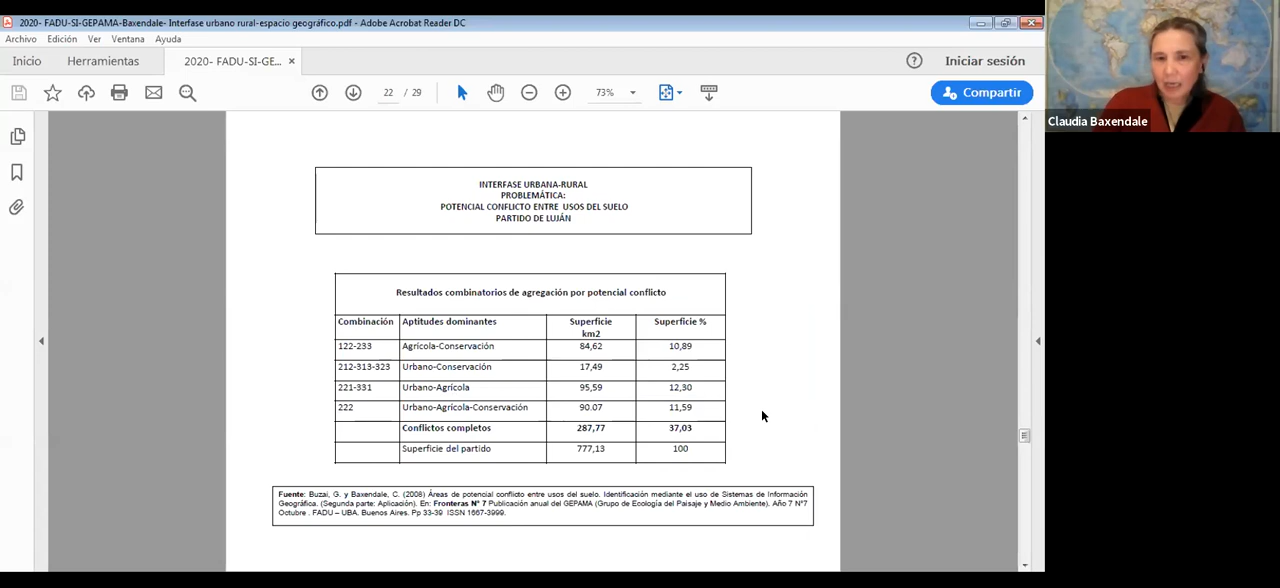 2020- FADU-SI-GEPAMA-Baxendale- Interfase urbano rural-espacio geográfico.pdf - Adobe Acrobat Reader DC
Archivo Edición Ver Ventana Ayuda
Inicio Herramientas 2020- FADU-SI-GE... × Iniciar sesión
22 / 29 73% Compartir
Claudia Baxendale
INTERFASE URBANA-RURAL
PROBLEMÁTICA:
POTENCIAL CONFLICTO ENTRE USOS DEL SUELO
PARTIDO DE LUJÁN
Resultados combinatorios de agregación por potencial conflicto
Combinación Aptitudes dominantes Superficie km2 Superficie %
122-233 Agrícola-Conservación 84,62 10,89
212-313-323 Urbano-Conservación 17,49 2,25
221-331 Urbano-Agrícola 95,59 12,30
222 Urbano-Agrícola-Conservación 90.07 11,59
Conflictos completos 287,77 37,03
Superficie del partido 777,13 100
Fuente: Buzai, G. y Baxendale, C. (2008) Áreas de potencial conflicto entre usos del suelo. Identificación mediante el uso de Sistemas de Información
Geográfica. (Segunda parte: Aplicación). En: Fronteras N° 7 Publicación anual del GEPAMA (Grupo de Ecología del Paisaje y Medio Ambiente). Año 7 N°7
Octubre . FADU – UBA. Buenos Aires. Pp 33-39 ISSN 1667-3999.